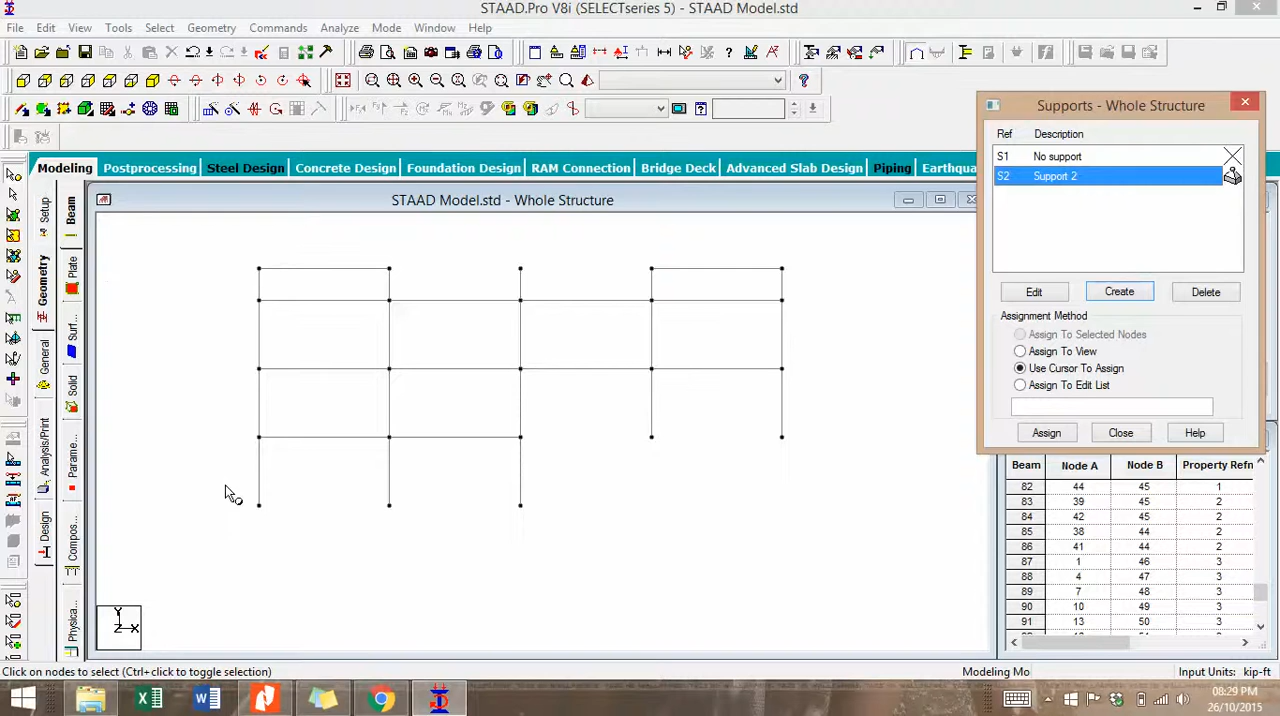 STAAD.Pro V8i (SELECTseries 5) - STAAD Model.std
File Edit View Tools Select Geometry Commands Analyze Mode Window Help
Modeling Postprocessing Steel Design Concrete Design Foundation Design RAM Connection Bridge Deck Advanced Slab Design Piping Earthqua
STAAD Model.std - Whole Structure
Setup
Geometry
General
Analysis/Print
Design
Beam
Plate
Surf...
Solid
Parame...
Compos...
Physica...
Y
Z X
Supports - Whole Structure
Ref Description
S1 No support
S2 Support 2
Edit Create Delete
Assignment Method
Assign To Selected Nodes
Assign To View
Use Cursor To Assign
Assign To Edit List
Assign Close Help
Beam Node A Node B Property Refn
82 44 45 1
83 39 45 2
84 42 45 2
85 38 44 2
86 41 44 2
87 1 46 3
88 4 47 3
89 7 48 3
90 10 49 3
91 13 50 3
Click on nodes to select (Ctrl+click to toggle selection) Modeling Mo Input Units: kip-ft
08:29 PM
26/10/2015